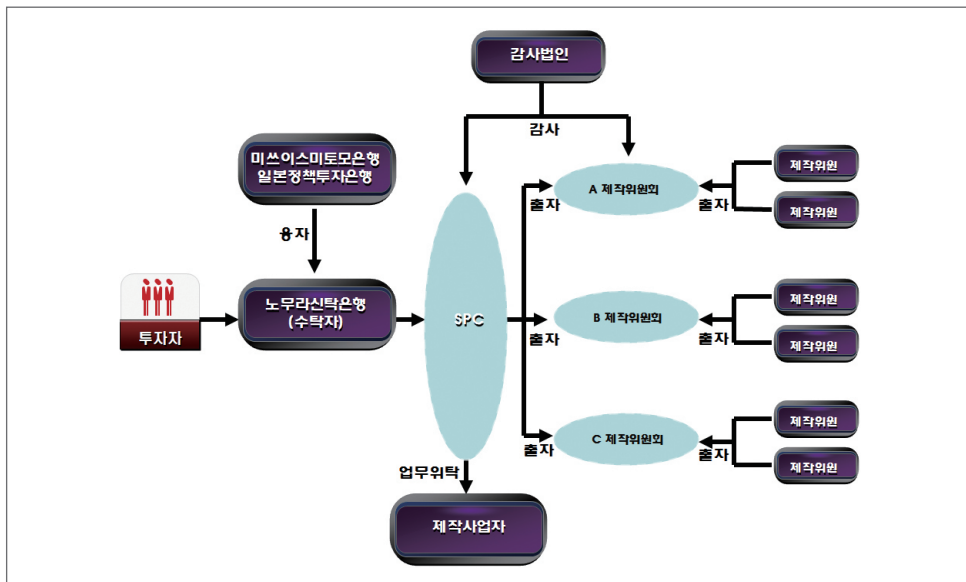 감사법인
감사
미쓰이스미토모은행
일본정책투자은행
융자
투자자
노무라신탁은행
(수탁자)
SPC
업무위탁
제작사업자
A 제작위원회
출자
출자
제작위원
제작위원
B 제작위원회
출자
출자
제작위원
제작위원
C 제작위원회
출자
출자
제작위원
제작위원